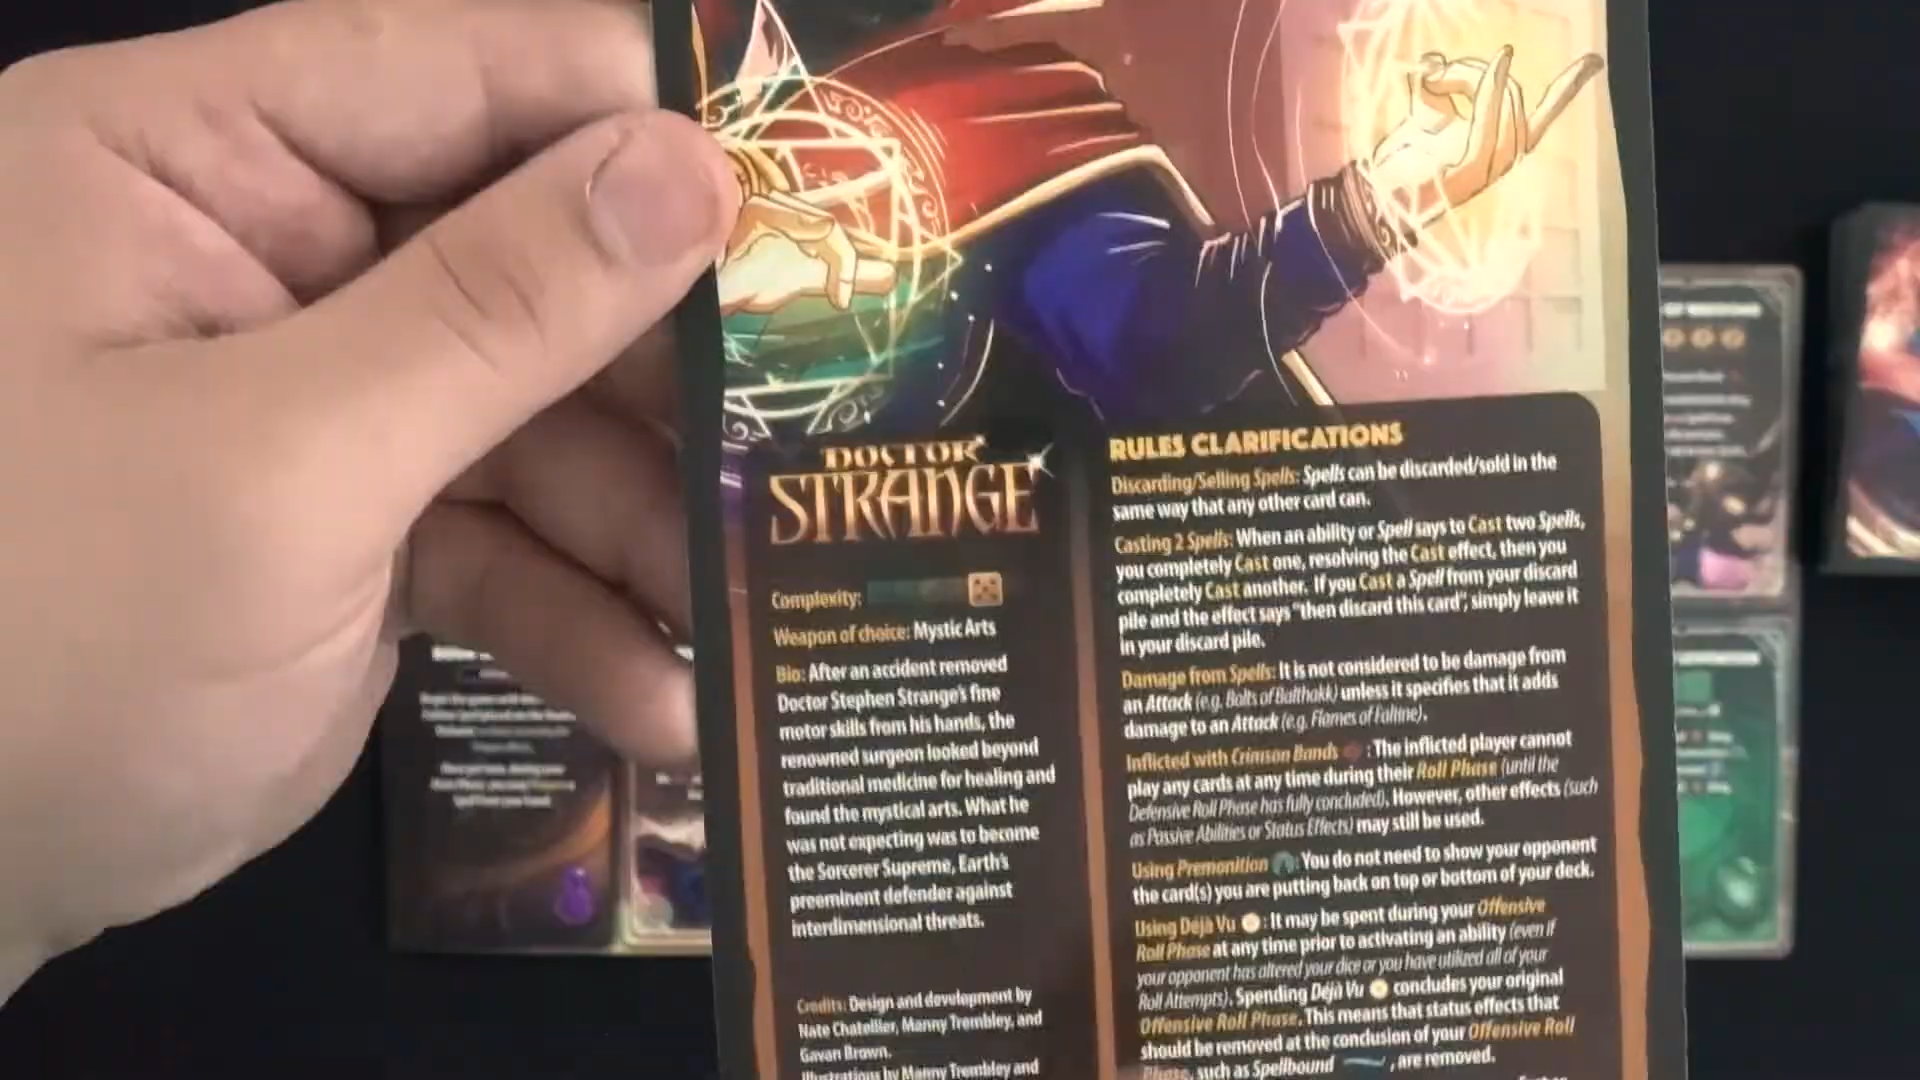 DOCTOR
STRANGE
Complexity:
Weapon of choice: Mystic Arts
Bio: After an accident removed
Doctor Stephen Strange's fine
motor skills from his hands, the
renowned surgeon looked beyond
traditional medicine for healing and
found the mystical arts. What he
was not expecting was to become
the Sorcerer Supreme, Earth's
preeminent defender against
interdimensional threats.
Credits: Design and development by
Nate Chatellier, Manny Trembley, and
Gavan Brown.
Illustrations by Manny Trembley and
RULES CLARIFICATIONS
Discarding/Selling Spells: Spells can be discarded/sold in the
same way that any other card can.
Casting 2 Spells: When an ability or Spell says to Cast two Spells,
you completely Cast one, resolving the Cast effect, then you
completely Cast another. If you Cast a Spell from your discard
pile and the effect says "then discard this card", simply leave it
in your discard pile.
Damage from Spells: It is not considered to be damage from
an Attack (e.g. Bolts of Balthakk) unless it specifies that it adds
damage to an Attack (e.g. Flames of Faltine).
Inflicted with Crimson Bands : The inflicted player cannot
play any cards at any time during their Roll Phase (until the
Defensive Roll Phase has fully concluded). However, other effects (such
as Passive Abilities or Status Effects) may still be used.
Using Premonition : You do not need to show your opponent
the card(s) you are putting back on top or bottom of your deck.
Using Déjà Vu : It may be spent during your Offensive
Roll Phase at any time prior to activating an ability (even if
your opponent has altered your dice or you have utilized all of your
Roll Attempts). Spending Déjà Vu concludes your original
Offensive Roll Phase. This means that status effects that
should be removed at the conclusion of your Offensive Roll
Phase, such as Spellbound , are removed.